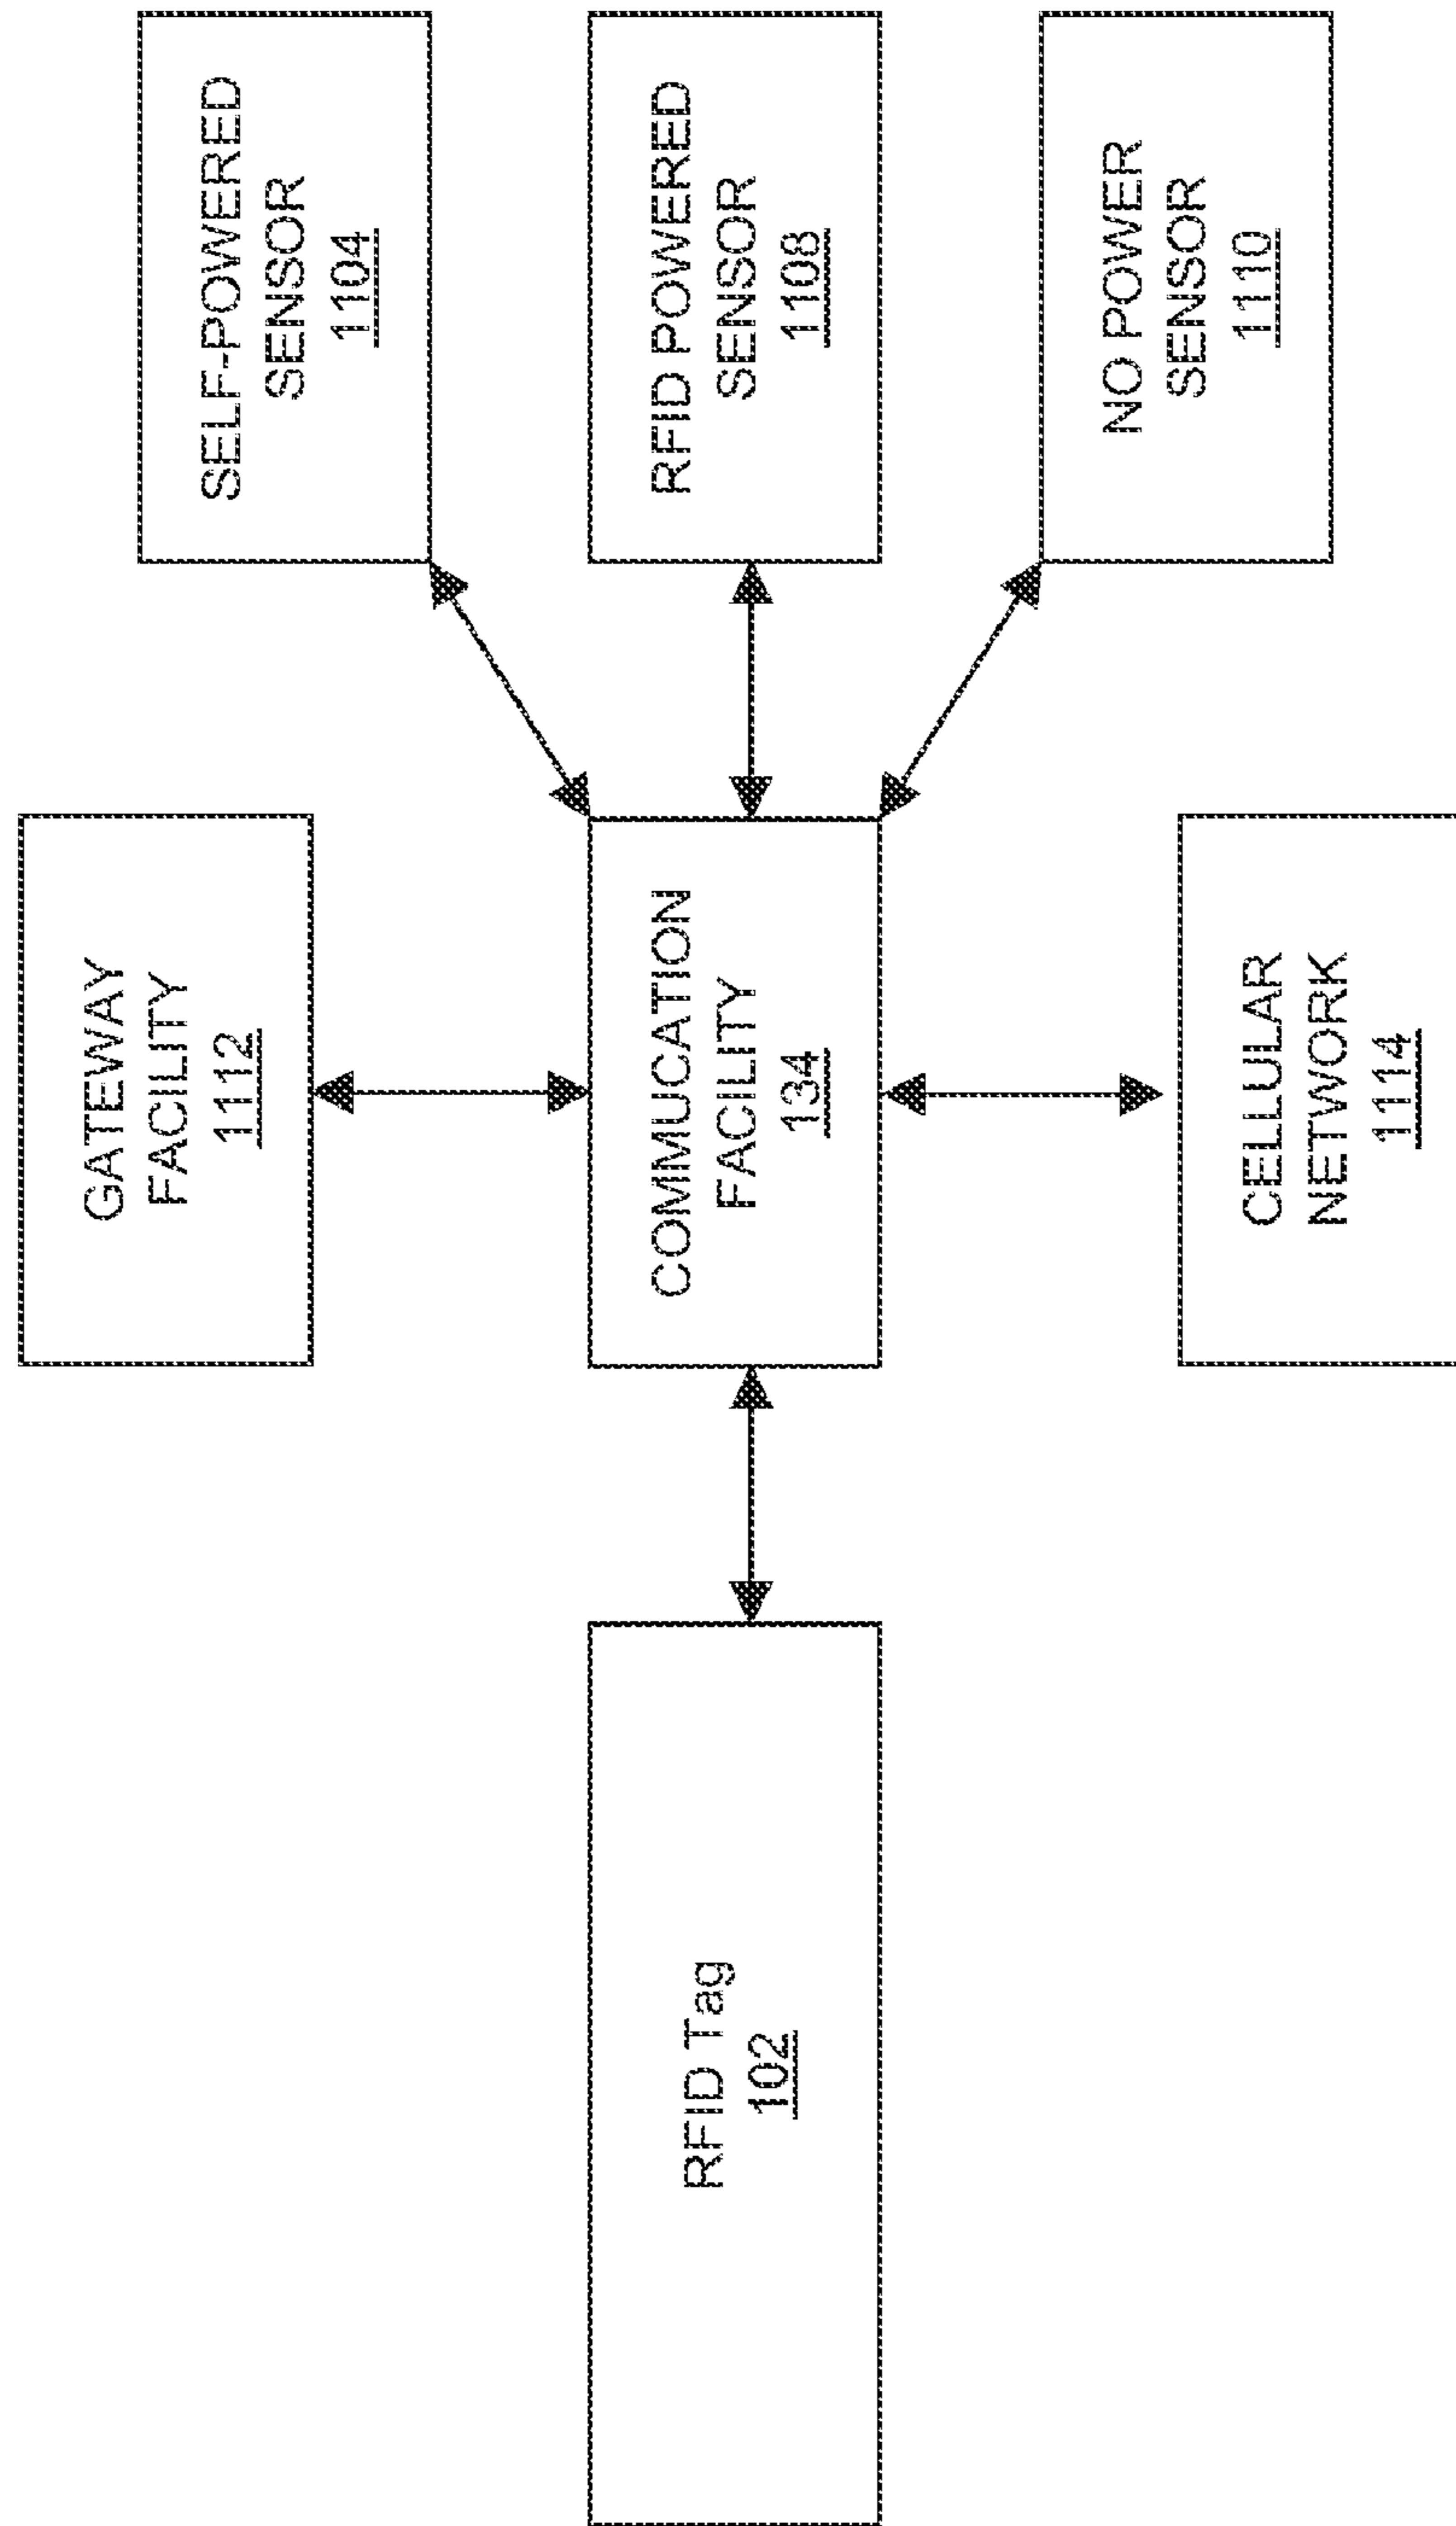 GATEWAY
FACILITY
1112
SELF-POWERED
SENSOR
1104
RFID Tag
102
COMMUCATION
FACILITY
134
RFID POWERED
SENSOR
1108
CELLULAR
NETWORK
1114
NO POWER
SENSOR
1110